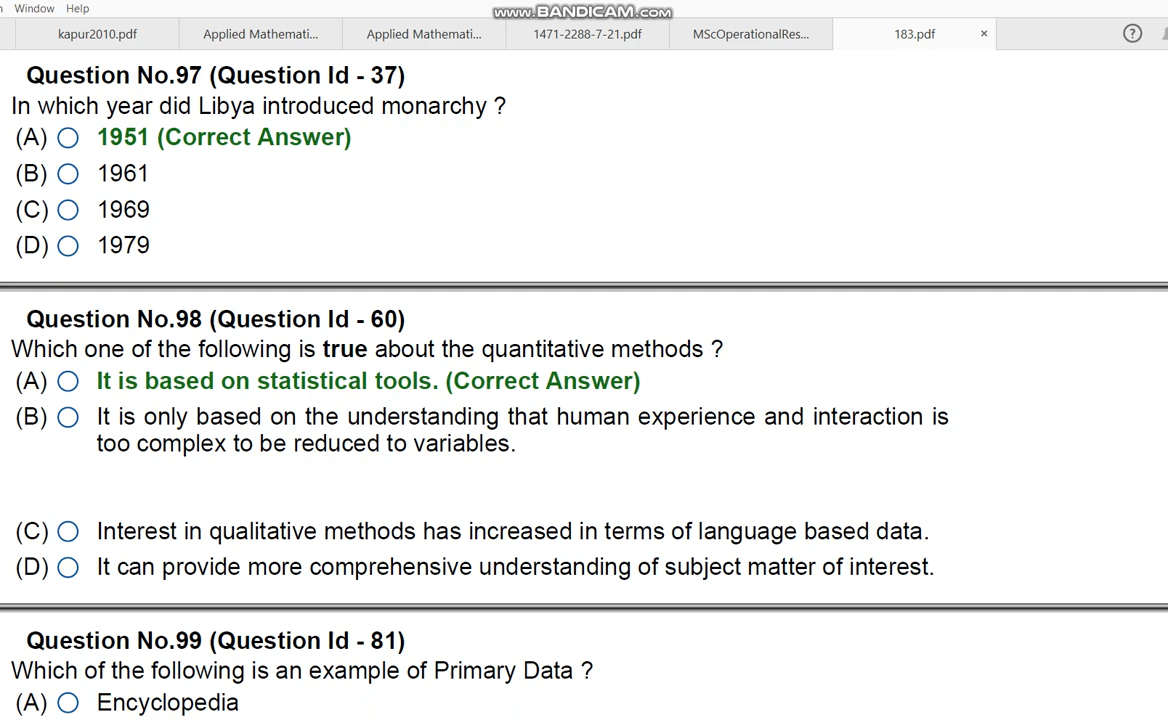 Window Help
www.BANDICAM.com
kapur2010.pdf Applied Mathemati... Applied Mathemati... 1471-2288-7-21.pdf MScOperationalRes... 183.pdf × ?
Question No.97 (Question Id - 37)
In which year did Libya introduced monarchy ?
(A) 1951 (Correct Answer)
(B) 1961
(C) 1969
(D) 1979
Question No.98 (Question Id - 60)
Which one of the following is true about the quantitative methods ?
(A) It is based on statistical tools. (Correct Answer)
(B) It is only based on the understanding that human experience and interaction is
too complex to be reduced to variables.
(C) Interest in qualitative methods has increased in terms of language based data.
(D) It can provide more comprehensive understanding of subject matter of interest.
Question No.99 (Question Id - 81)
Which of the following is an example of Primary Data ?
(A) Encyclopedia